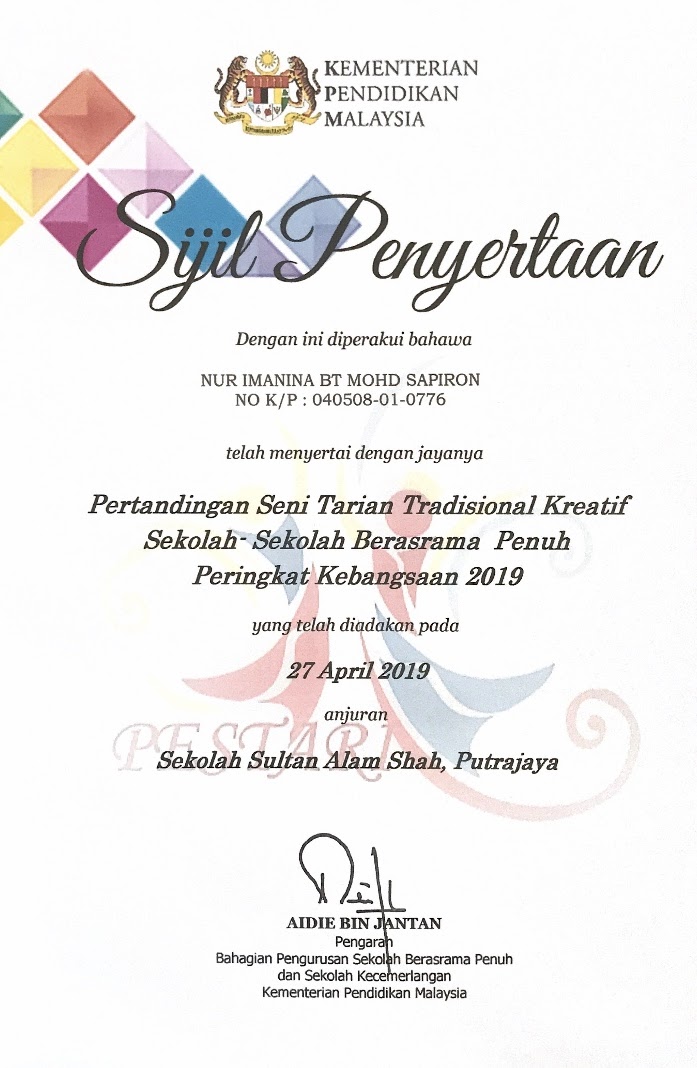 KEMENTERIAN
PENDIDIKAN
MALAYSIA
Sijil Penyertaan
Dengan ini diperakui bahawa
NUR IMANINA BT MOHD SAPIRON
NO K/P : 040508-01-0776
telah menyertai dengan jayanya
Pertandingan Seni Tarian Tradisional Kreatif
Sekolah- Sekolah Berasrama Penuh
Peringkat Kebangsaan 2019
yang telah diadakan pada
27 April 2019
anjuran
PESTARI
Sekolah Sultan Alam Shah, Putrajaya
AIDIE BIN JANTAN
Pengarah
Bahagian Pengurusan Sekolah Berasrama Penuh
dan Sekolah Kecemerlangan
Kementerian Pendidikan Malaysia